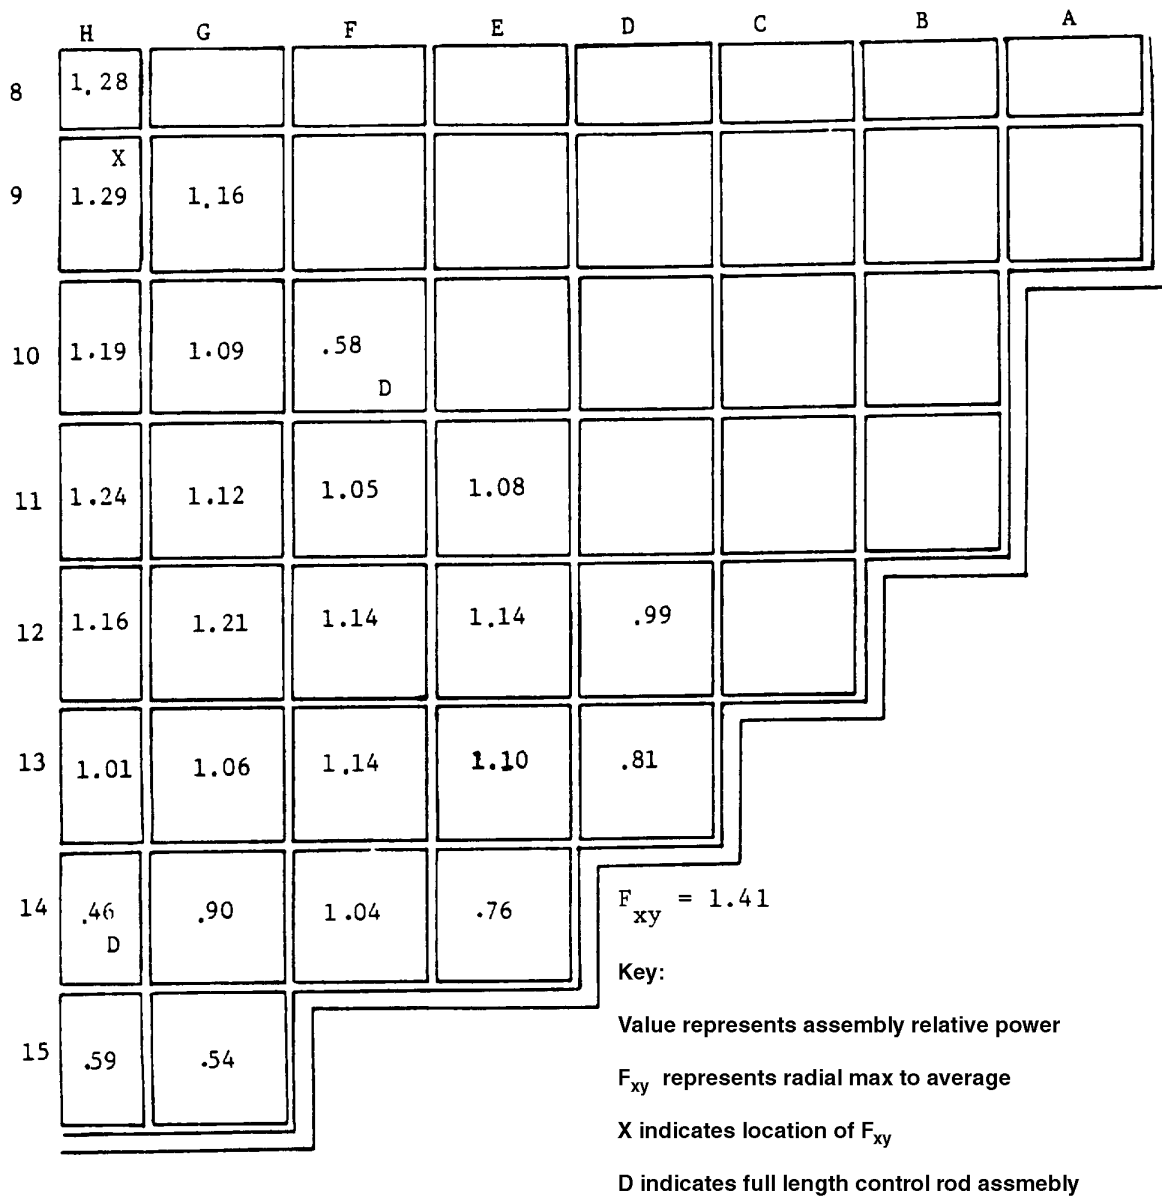 H G F E D C B A
8 1.28
X
9 1.29 1.16
10 1.19 1.09 .58
D
11 1.24 1.12 1.05 1.08
12 1.16 1.21 1.14 1.14 .99
13 1.01 1.06 1.14 1.10 .81
14 .46 .90 1.04 .76
D
15 .59 .54
Fxy = 1.41
Key:
Value represents assembly relative power
Fxy represents radial max to average
X indicates location of Fxy
D indicates full length control rod assmebly